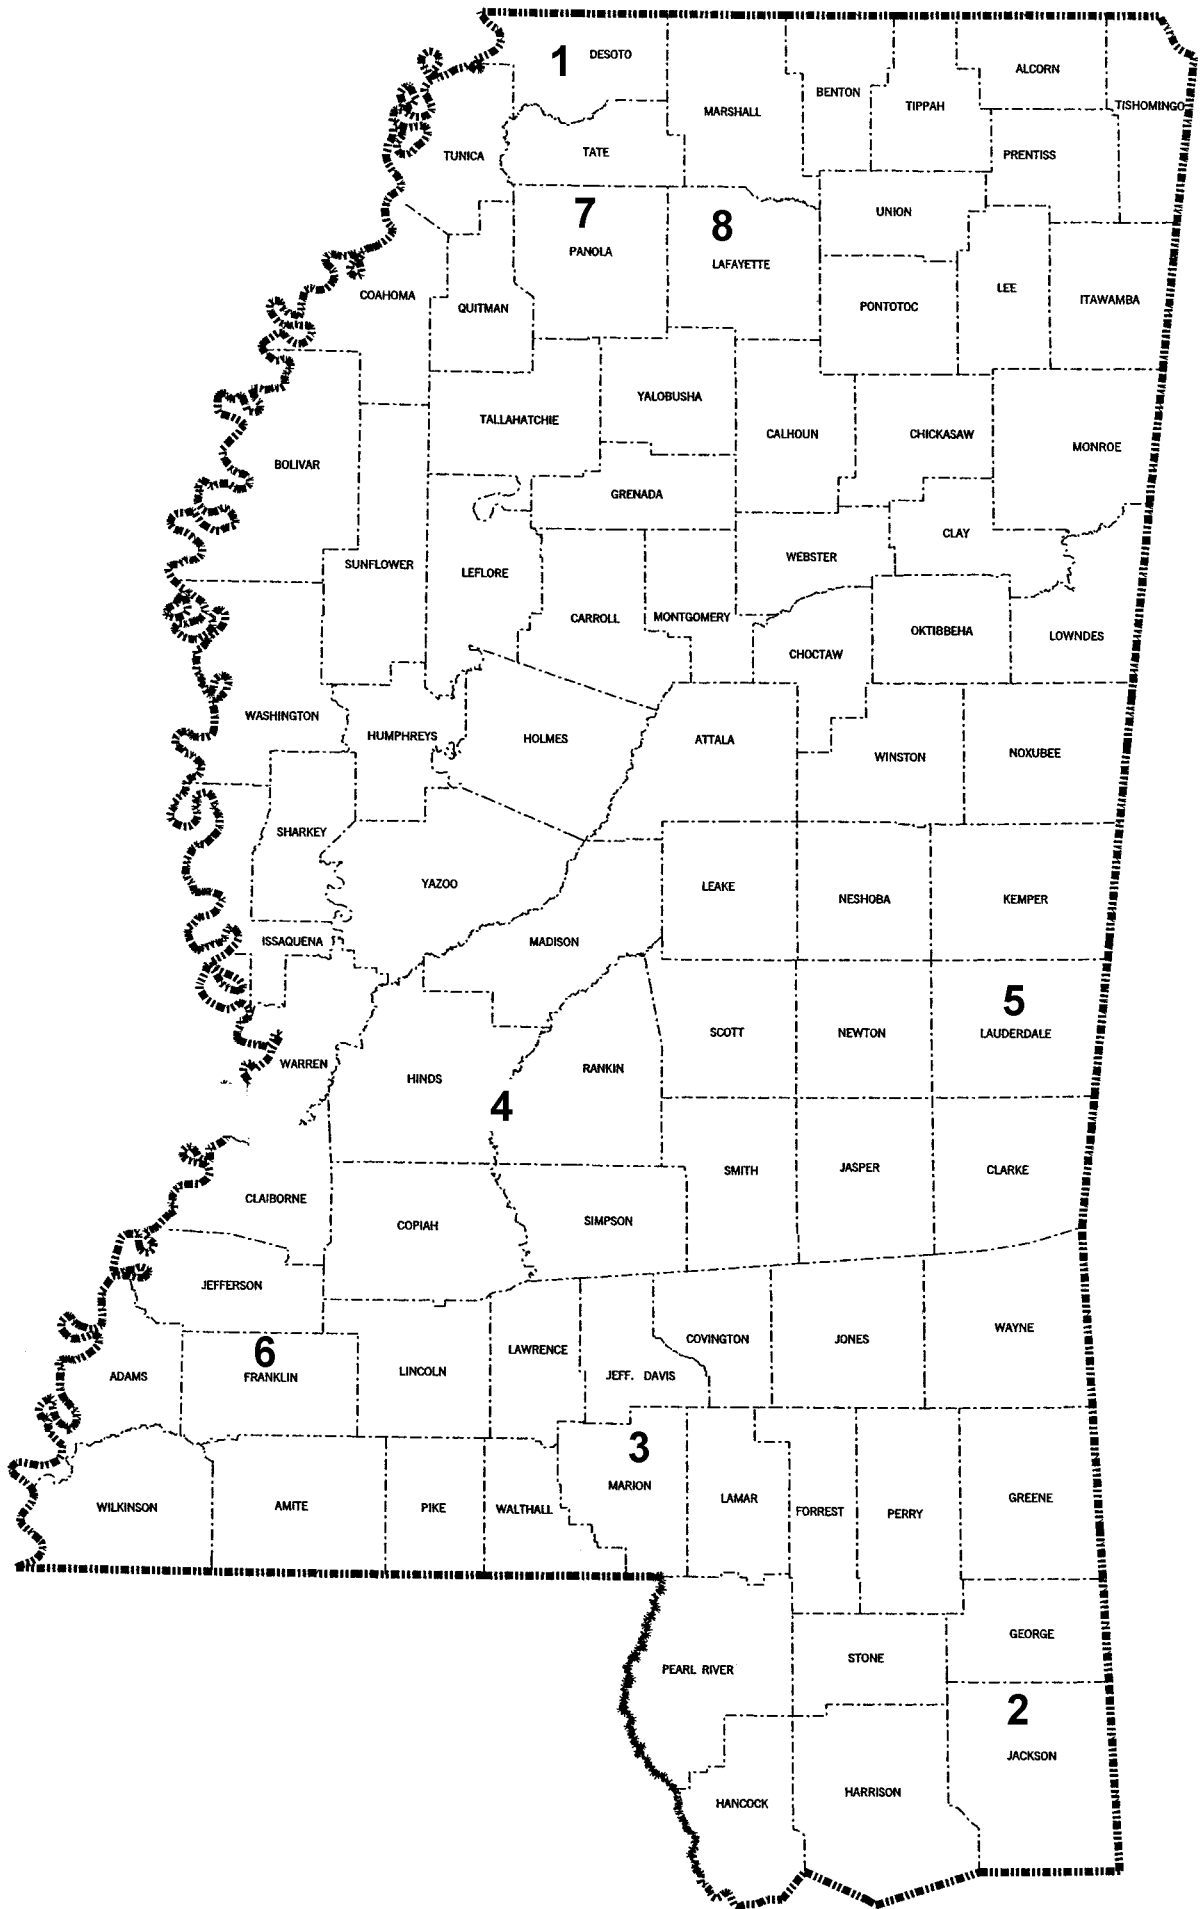 1 DESOTO
ALCORN
BENTON
TIPPAH
TISHOMINGO
MARSHALL
TUNICA
TATE
PRENTISS
7
8
UNION
PANOLA
LAFAYETTE
COAHOMA
QUITMAN
PONTOTOC
LEE
ITAWAMBA
TALLAHATCHIE
YALOBUSHA
CALHOUN
CHICKASAW
MONROE
BOLIVAR
GRENADA
SUNFLOWER
LEFLORE
WEBSTER
CLAY
CARROLL
MONTGOMERY
OKTIBBEHA
LOWNDES
CHOCTAW
WASHINGTON
HUMPHREYS
HOLMES
ATTALA
WINSTON
NOXUBEE
SHARKEY
YAZOO
LEAKE
NESHOBA
KEMPER
ISSAQUENA
MADISON
5
SCOTT
NEWTON
LAUDERDALE
WARREN
HINDS
RANKIN
4
SMITH
JASPER
CLARKE
CLAIBORNE
COPIAH
SIMPSON
JEFFERSON
COVINGTON
JONES
WAYNE
6
ADAMS
FRANKLIN
LINCOLN
LAWRENCE
JEFF. DAVIS
3
WILKINSON
AMITE
PIKE
WALTHALL
MARION
LAMAR
FORREST
PERRY
GREENE
GEORGE
PEARL RIVER
STONE
2
JACKSON
HANCOCK
HARRISON